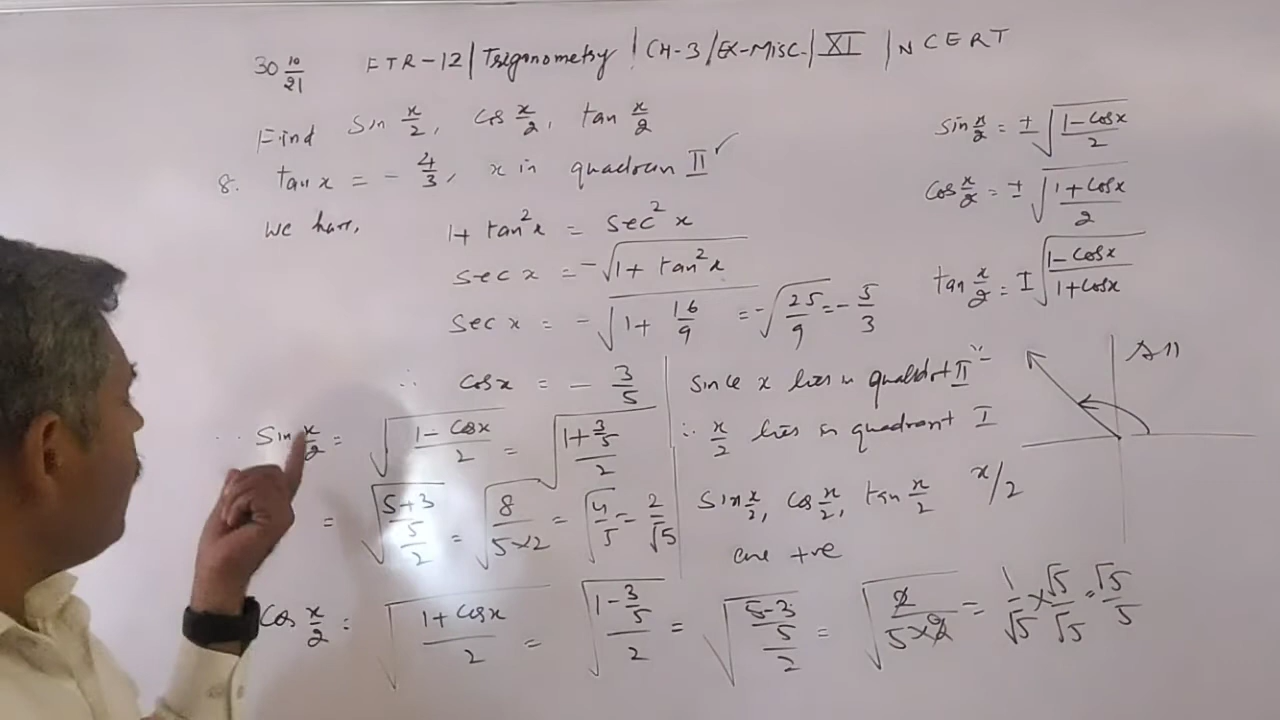 30 10/21 FTR-12 | Trigonometry | CH-3 / EX-Misc. | XI | NCERT
Find sin x/2, cos x/2, tan x/2
8. tan x = - 4/3, x in quadran II ✓
We have, 1 + tan² x = sec² x
sec x = -√(1 + tan² x)
sec x = -√(1 + 16/9) = -√(25/9) = - 5/3
∴ cos x = - 3/5
sin x/2 = √((1 - cos x)/2) = √((1 + 3/5)/2)
= √(((5+3)/5)/2) = √(8/(5×2)) = √(4/5) = 2/√5
cos x/2 = √((1 + cos x)/2) = √((1 - 3/5)/2) = √(((5-3)/5)/2) = √(2/(5×2)) = 1/√5 × √5/√5 = √5/5
sin x/2 = ± √((1 - cos x)/2)
cos x/2 = ± √((1 + cos x)/2)
tan x/2 = ± √((1 - cos x)/(1 + cos x))
Since x lies in quadrant II
∴ x/2 lies in quadrant I
sin x/2, cos x/2, tan x/2
are +ve
x/2